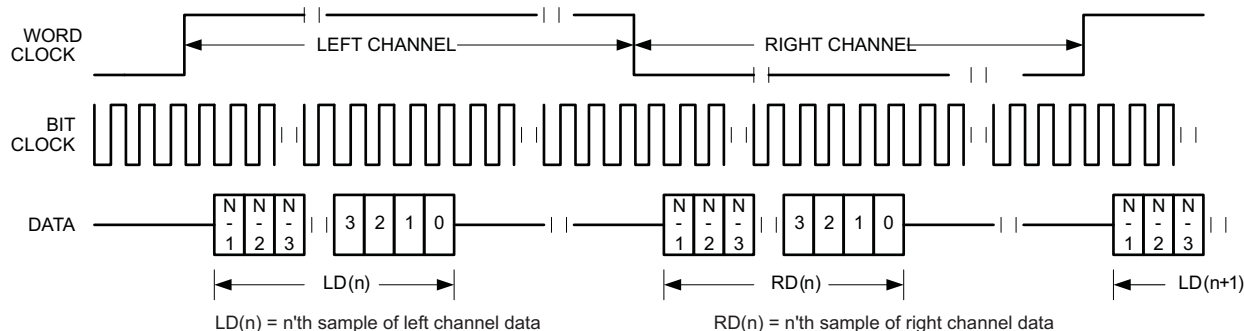 WORD
CLOCK
LEFT CHANNEL
RIGHT CHANNEL
BIT
CLOCK
DATA
N
-
1
N
-
2
N
-
3
3 2 1 0
N
-
1
N
-
2
N
-
3
3 2 1 0
N
-
1
N
-
2
N
-
3
LD(n)
RD(n)
LD(n+1)
LD(n) = n'th sample of left channel data
RD(n) = n'th sample of right channel data